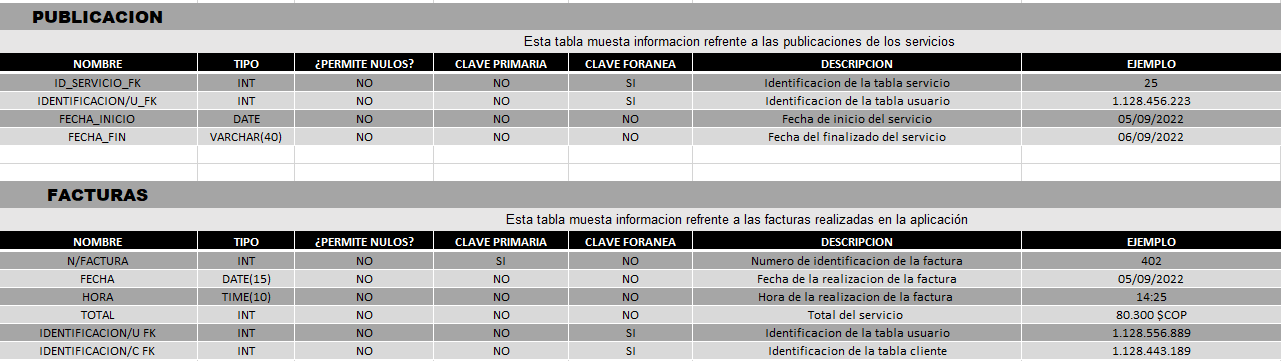 PUBLICACION
Esta tabla muesta informacion refrente a las publicaciones de los servicios
NOMBRE TIPO ¿PERMITE NULOS? CLAVE PRIMARIA CLAVE FORANEA DESCRIPCION EJEMPLO
ID_SERVICIO_FK INT NO NO SI Identificacion de la tabla servicio 25
IDENTIFICACION/U_FK INT NO NO SI Identificacion de la tabla usuario 1.128.456.223
FECHA_INICIO DATE NO NO NO Fecha de inicio del servicio 05/09/2022
FECHA_FIN VARCHAR(40) NO NO NO Fecha del finalizado del servicio 06/09/2022
FACTURAS
Esta tabla muesta informacion refrente a las facturas realizadas en la aplicación
NOMBRE TIPO ¿PERMITE NULOS? CLAVE PRIMARIA CLAVE FORANEA DESCRIPCION EJEMPLO
N/FACTURA INT NO SI NO Numero de identificacion de la factura 402
FECHA DATE(15) NO NO NO Fecha de la realizacion de la factura 05/09/2022
HORA TIME(10) NO NO NO Hora de la realizacion de la factura 14:25
TOTAL INT NO NO NO Total del servicio 80.300 $COP
IDENTIFICACION/U FK INT NO NO SI Identificacion de la tabla usuario 1.128.556.889
IDENTIFICACION/C FK INT NO NO SI Identificacion de la tabla cliente 1.128.443.189